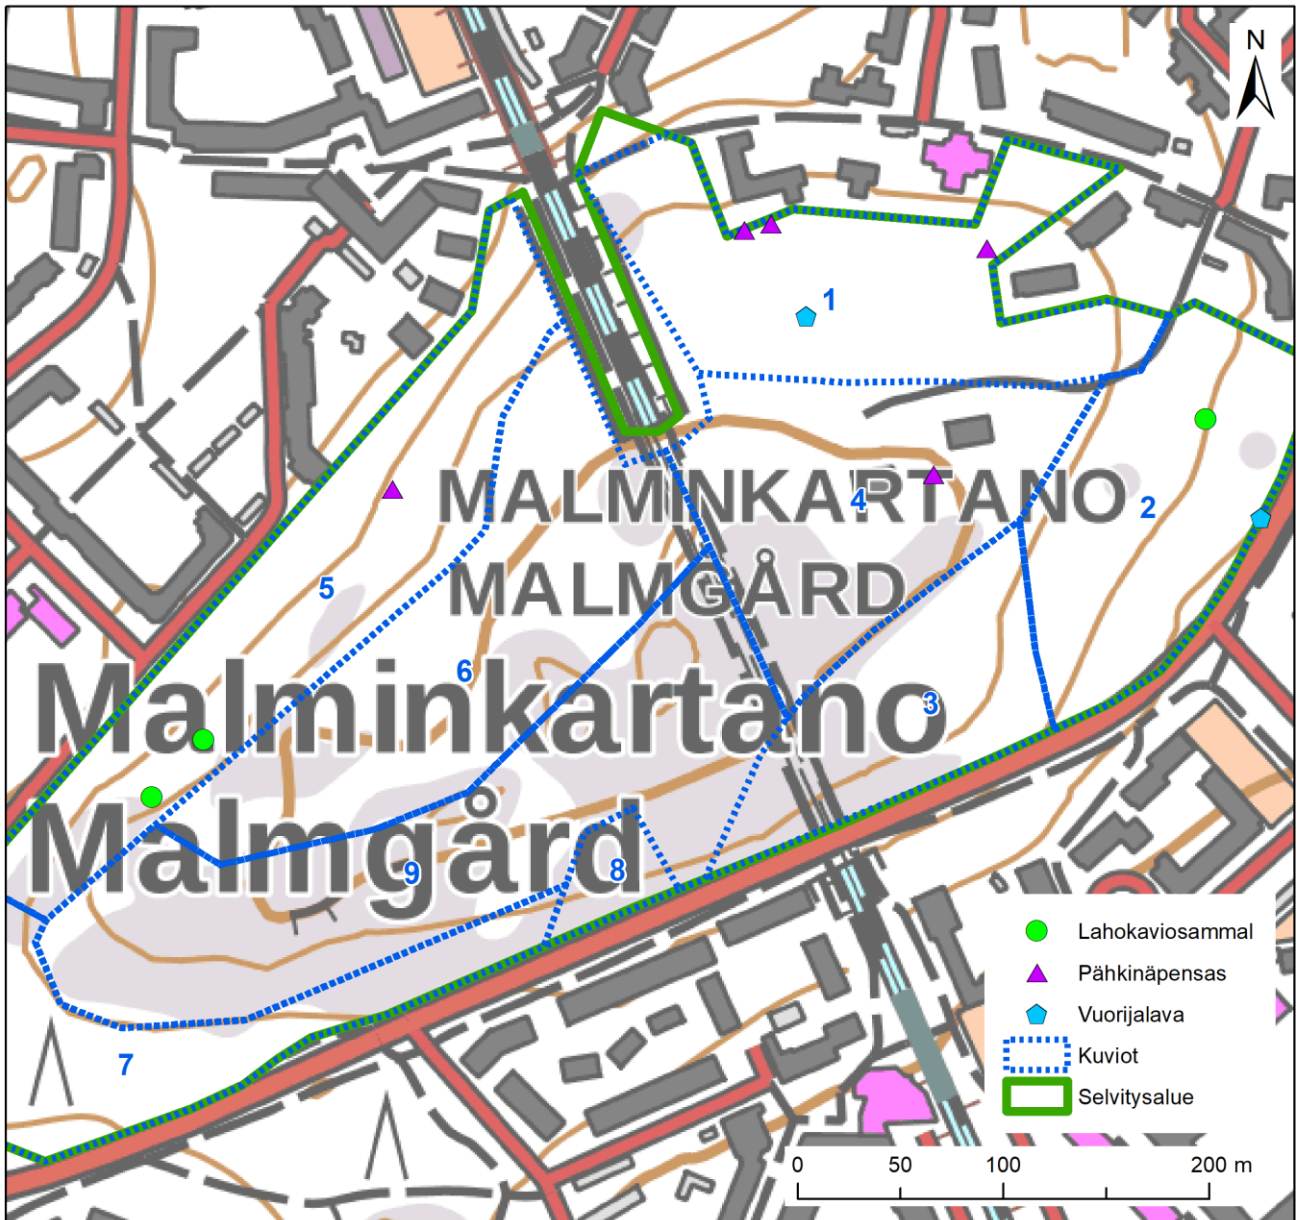 N
1
MALMINKARTANO
4
2
MALMGÅRD
5
6
Malminkartano
3
Malmgård
9
8
7
Lahokaviosammal
Pähkinäpensas
Vuorijalava
Kuviot
Selvitysalue
0 50 100 200 m